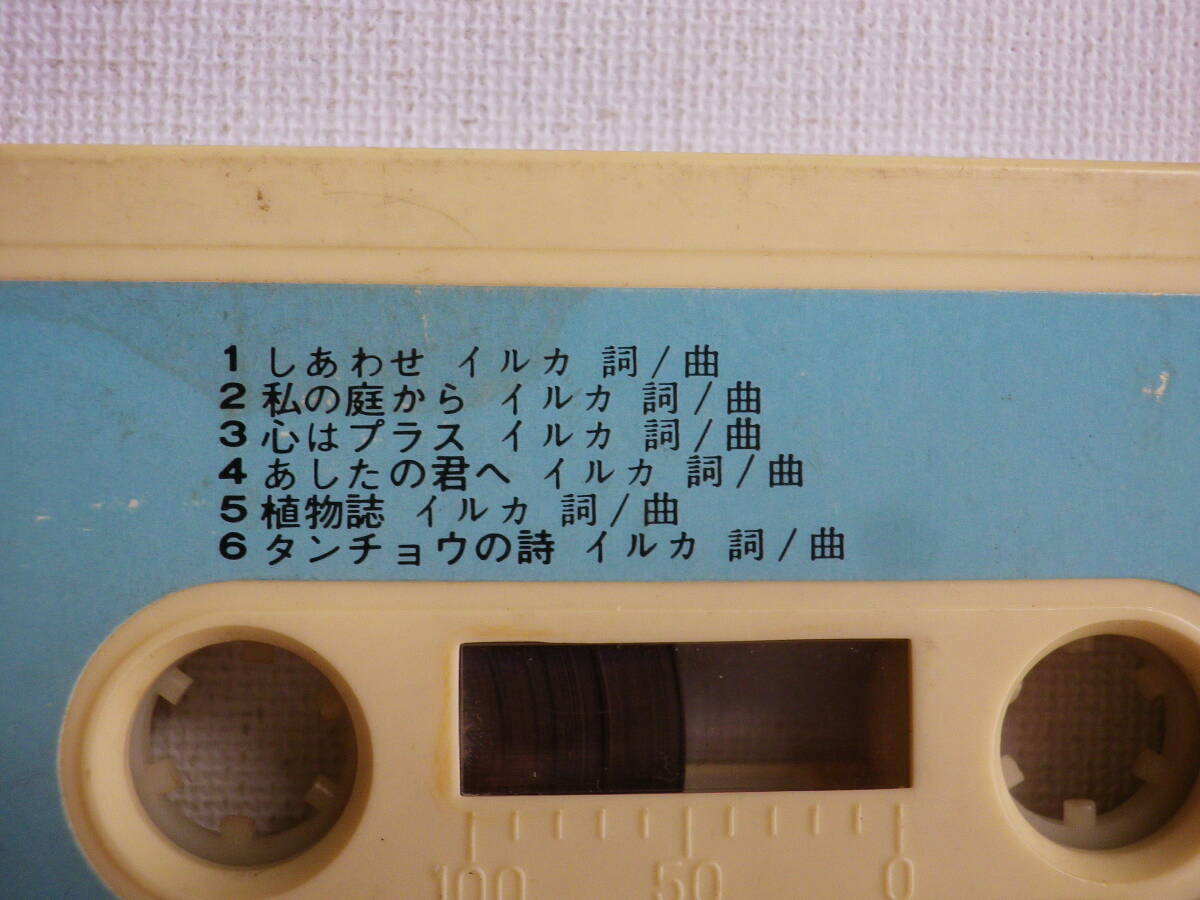 1 しあわせ イルカ 詞/曲
2 私の庭から イルカ 詞/曲
3 心はプラス イルカ 詞/曲
4 あしたの君へ イルカ 詞/曲
5 植物誌 イルカ 詞/曲
6 タンチョウの詩 イルカ 詞/曲
100 50 0